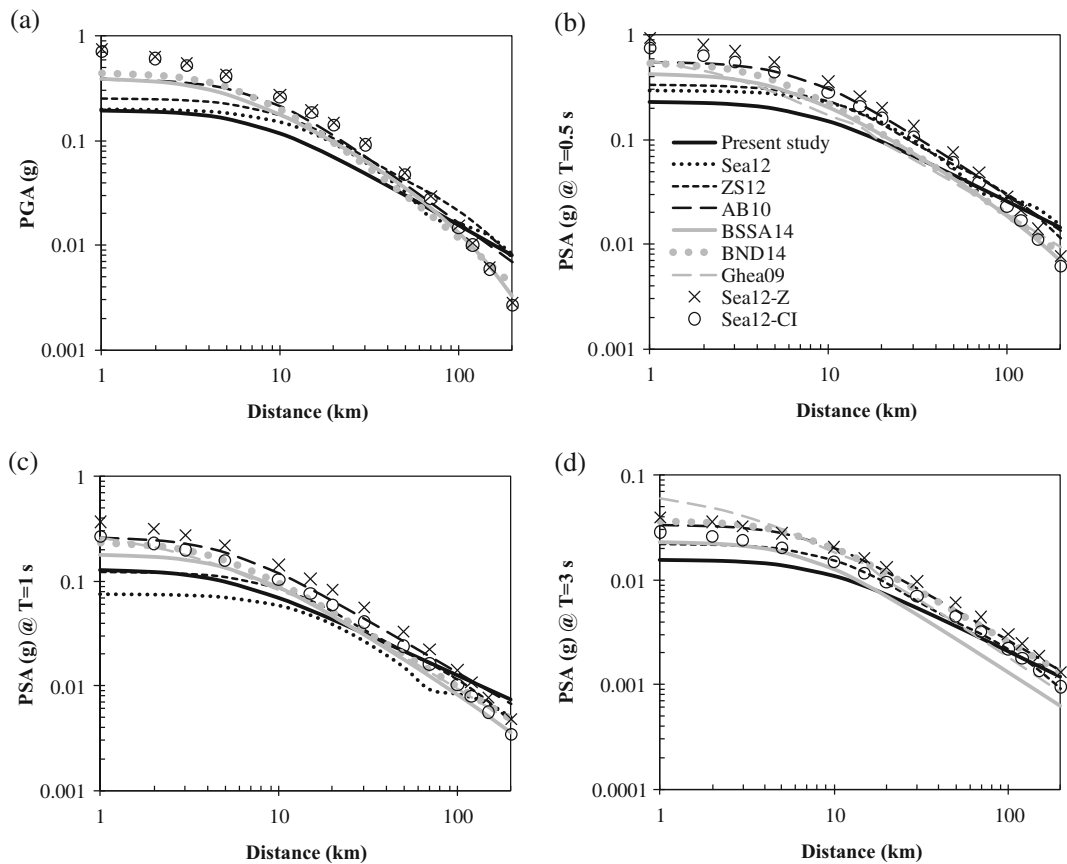 (a)
1
0.1
0.01
0.001
PGA (g)
1 10 100
Distance (km)
(b)
1
0.1
0.01
0.001
PSA (g) @ T=0.5 s
Present study
Sea12
ZS12
AB10
BSSA14
BND14
Ghea09
Sea12-Z
Sea12-CI
1 10 100
Distance (km)
(c)
1
0.1
0.01
0.001
PSA (g) @ T=1 s
1 10 100
Distance (km)
(d)
0.1
0.01
0.001
0.0001
PSA (g) @ T=3 s
1 10 100
Distance (km)